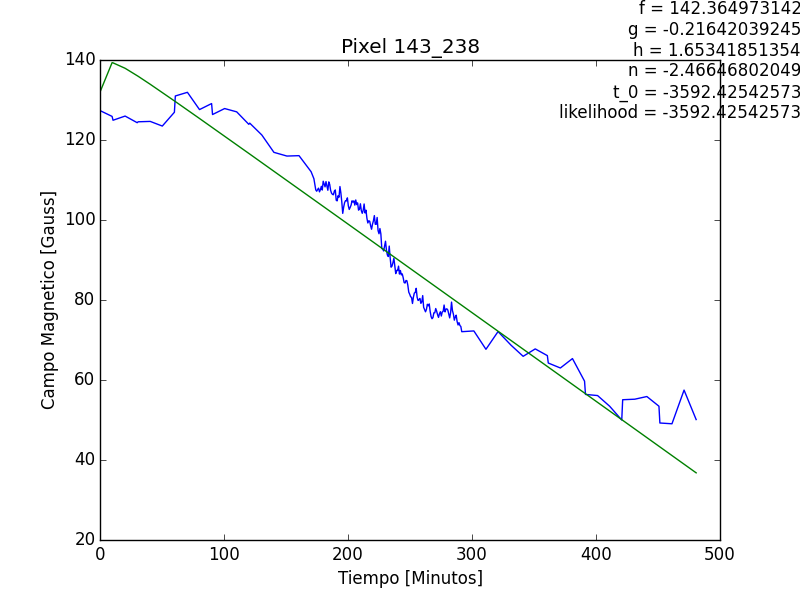 f = 142.364973142
g = -0.21642039245
h = 1.65341851354
n = -2.46646802049
t_0 = -3592.42542573
likelihood = -3592.42542573
Pixel 143_238
140
120
100
80
60
40
20
Campo Magnetico [Gauss]
0 100 200 300 400 500
Tiempo [Minutos]